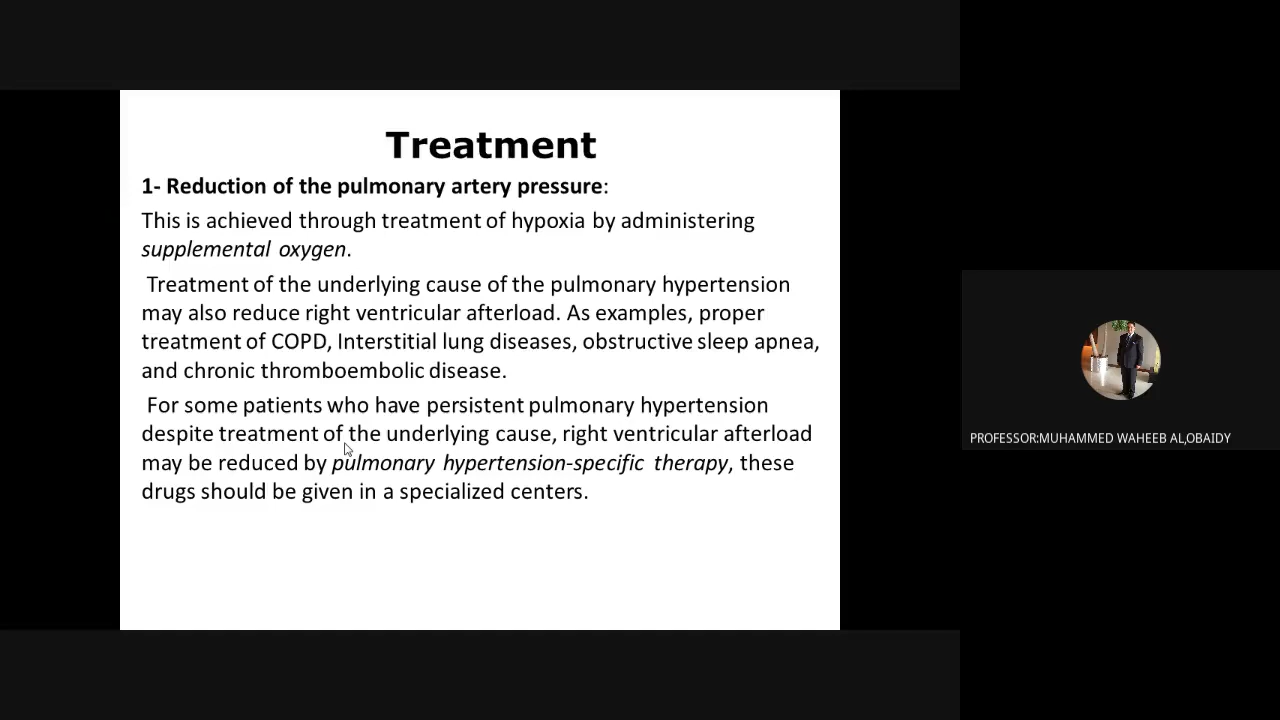 Treatment
1- Reduction of the pulmonary artery pressure:
This is achieved through treatment of hypoxia by administering
supplemental oxygen.
Treatment of the underlying cause of the pulmonary hypertension
may also reduce right ventricular afterload. As examples, proper
treatment of COPD, Interstitial lung diseases, obstructive sleep apnea,
and chronic thromboembolic disease.
For some patients who have persistent pulmonary hypertension
despite treatment of the underlying cause, right ventricular afterload
may be reduced by pulmonary hypertension-specific therapy, these
drugs should be given in a specialized centers.
PROFESSOR:MUHAMMED WAHEEB AL,OBAIDY